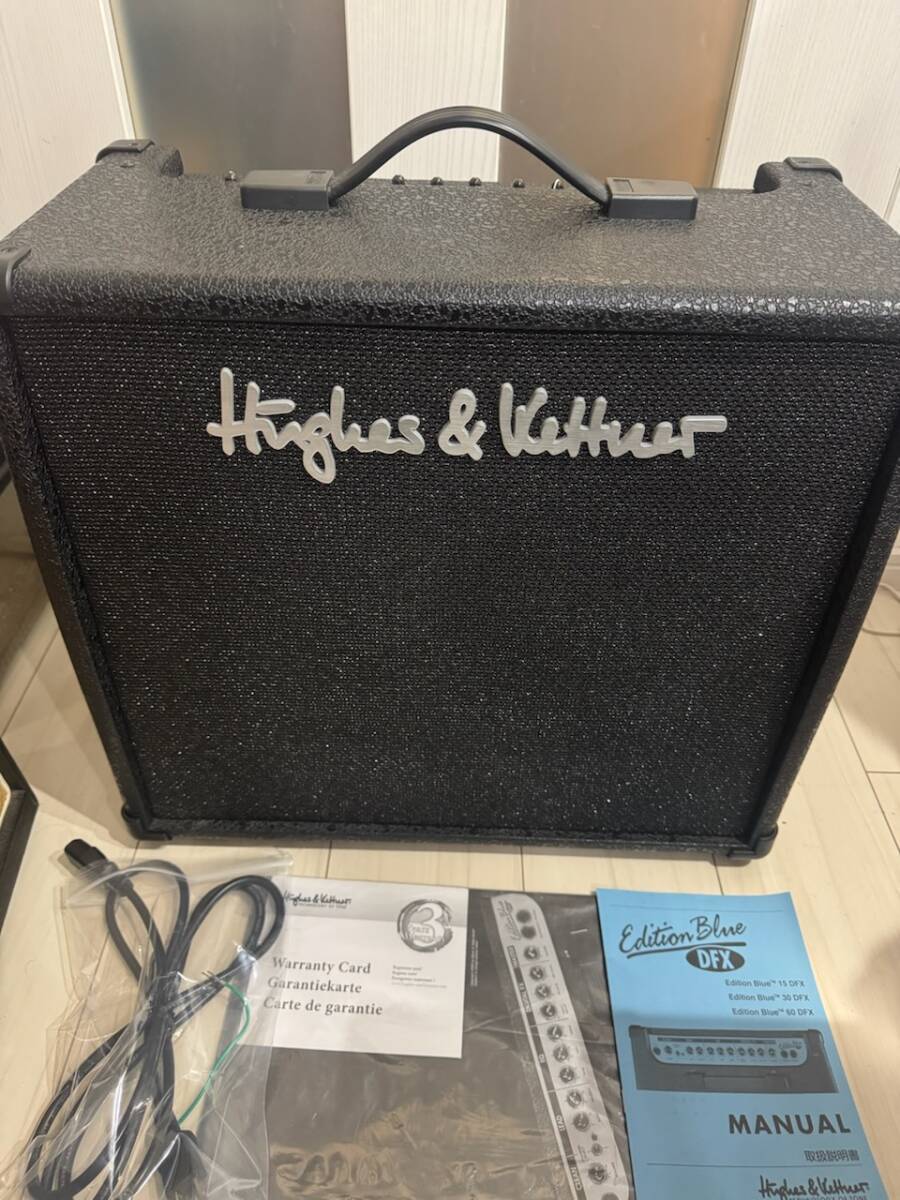 Hughes & Kettner
Hughes & Kettner
3
Warranty Card
Garantiekarte
Carte de garantie
Edition Blue
DFX
Edition Blue™ 15 DFX
Edition Blue™ 30 DFX
Edition Blue™ 60 DFX
MANUAL
取扱説明書
Hughes & Kettner